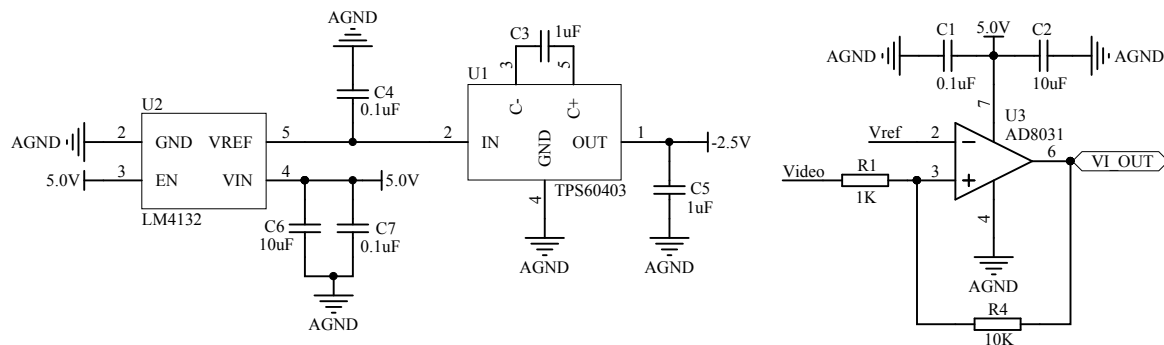 AGND
C3
1uF
3
5
U1
C-
C+
C4
0.1uF
U2
AGND
2
GND
VREF
5
2
IN
GND
OUT
1
-2.5V
5.0V
3
EN
VIN
4
5.0V
4
TPS60403
C5
1uF
LM4132
C6
10uF
C7
0.1uF
AGND
AGND
AGND
C1
5.0V
C2
AGND
0.1uF
10uF
AGND
7
U3
AD8031
Vref
2
6
VI_OUT
Video
R1
3
1K
4
AGND
R4
10K